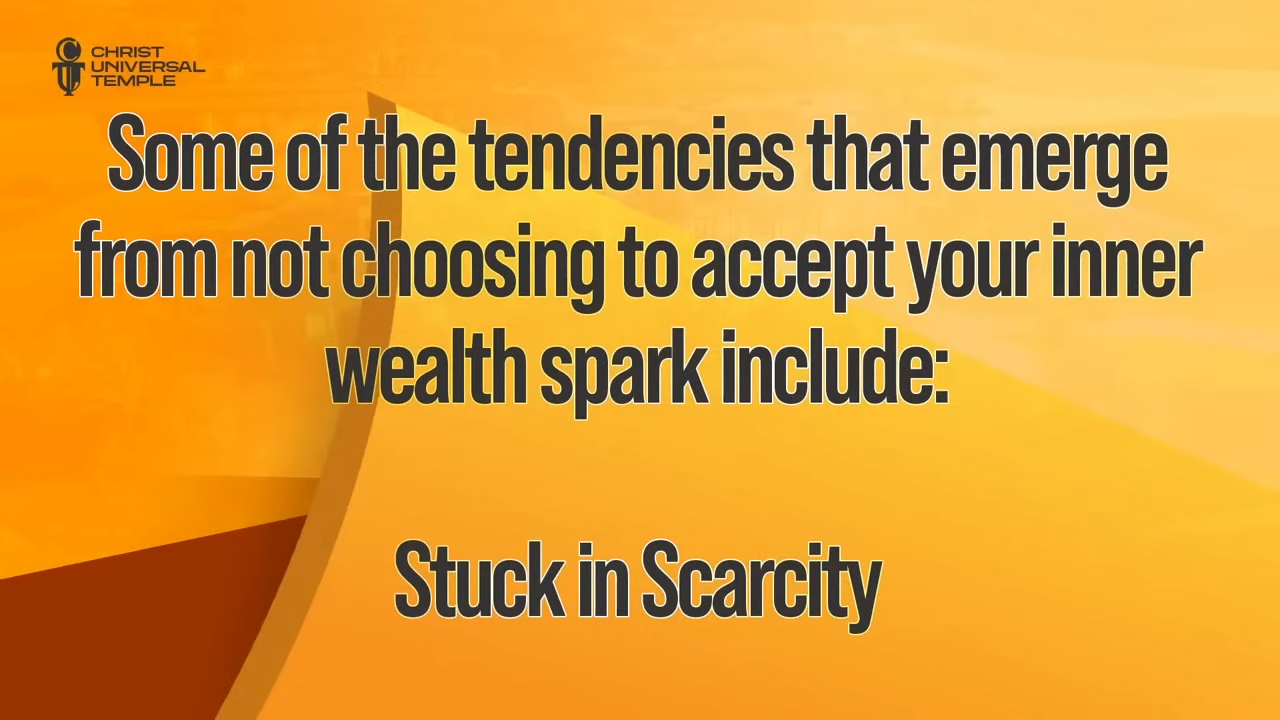 CHRIST
UNIVERSAL
TEMPLE
Some of the tendencies that emerge
from not choosing to accept your inner
wealth spark include:
Stuck in Scarcity